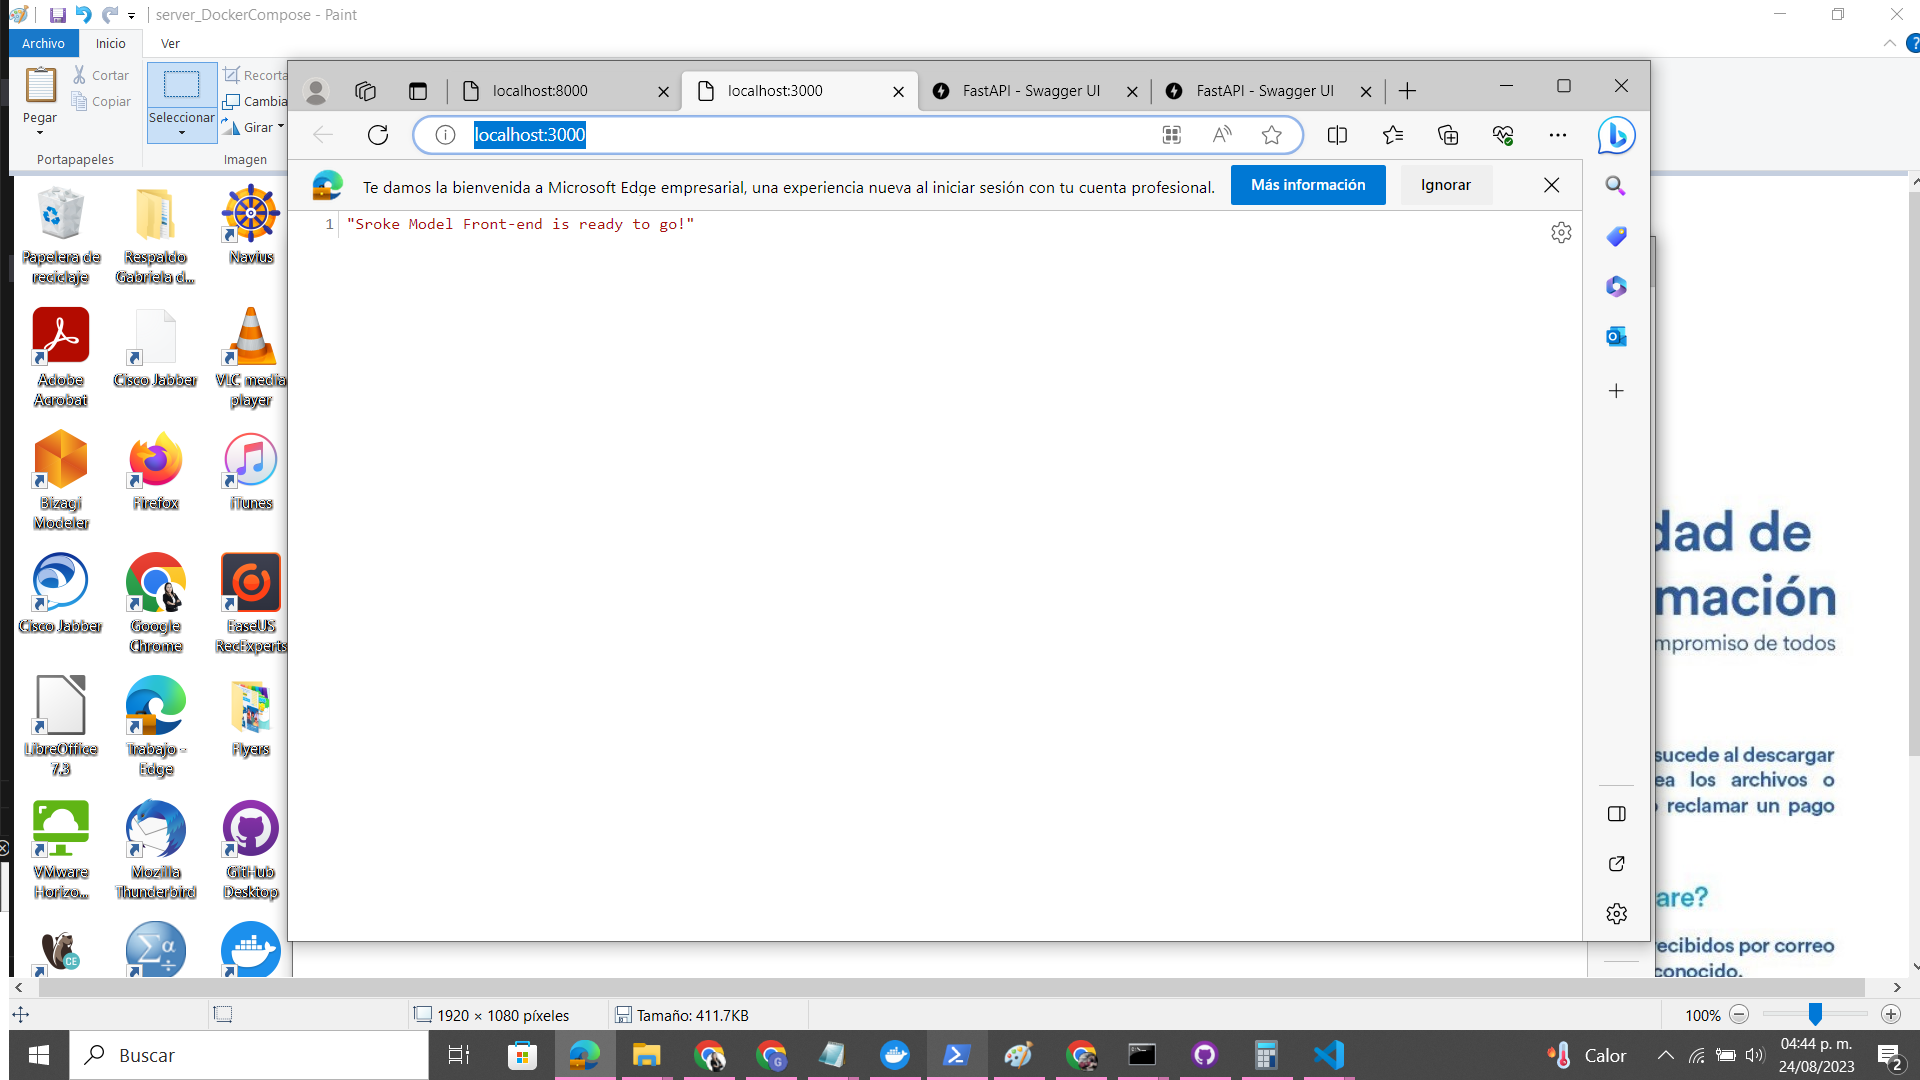 server_DockerCompose - Paint
Archivo
Inicio
Ver
Pegar
Cortar
Copiar
Portapapeles
Seleccionar
Recorta
Cambia
Girar
Imagen
localhost:8000
localhost:3000
FastAPI - Swagger UI
FastAPI - Swagger UI
localhost:3000
Te damos la bienvenida a Microsoft Edge empresarial, una experiencia nueva al iniciar sesión con tu cuenta profesional.
Más información
Ignorar
1 "Sroke Model Front-end is ready to go!"
Papelera de
reciclaje
Respaldo
Gabriela d...
Navius
Adobe
Acrobat
Cisco Jabber
VLC media
player
Bizagi
Modeler
Firefox
iTunes
Cisco Jabber
Google
Chrome
EaseUS
RecExperts
LibreOffice
7.3
Trabajo -
Edge
Flyers
VMware
Horizo...
Mozilla
Thunderbird
GitHub
Desktop
CE
dad de
mación
mpromiso de todos
sucede al descargar
ea los archivos o
reclamar un pago
are?
ecibidos por correo
conocido.
1920 × 1080 píxeles
Tamaño: 411.7KB
100%
Buscar
Calor
04:44 p. m.
24/08/2023
2